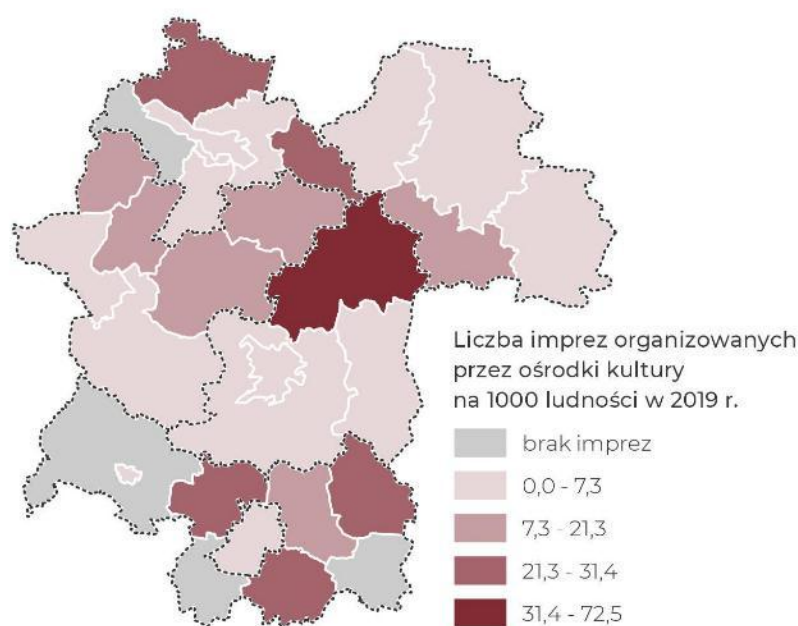 Liczba imprez organizowanych
przez ośrodki kultury
na 1000 ludności w 2019 r.
brak imprez
0,0 - 7,3
7,3 - 21,3
21,3 - 31,4
31,4 - 72,5